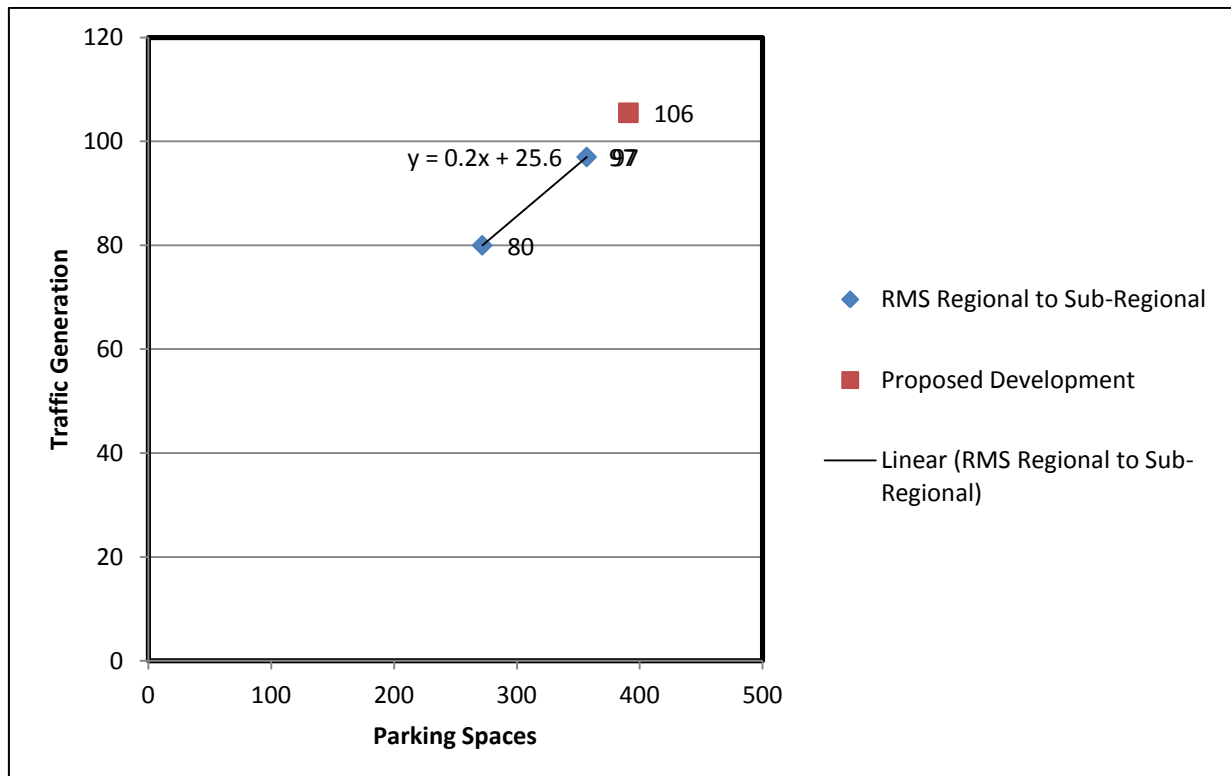 120
100
80
60
40
20
0
Traffic Generation
106
y = 0.2x + 25.6
97
80
0 100 200 300 400 500
Parking Spaces
RMS Regional to Sub-Regional
Proposed Development
Linear (RMS Regional to Sub-
Regional)